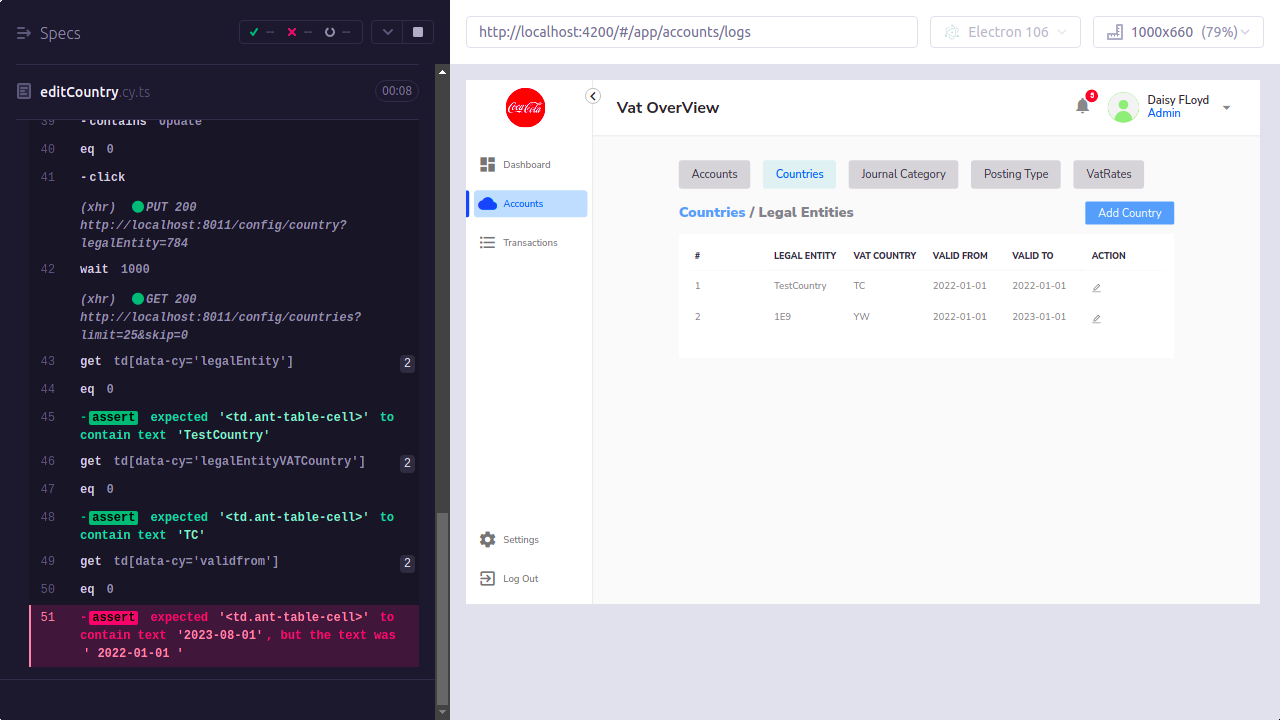 Specs
-- -- --
editCountry.cy.ts
00:08
39 -contains Update
40 eq 0
41 -click
(xhr) PUT 200
http://localhost:8011/config/country?
legalEntity=784
42 wait 1000
(xhr) GET 200
http://localhost:8011/config/countries?
limit=25&skip=0
43 get td[data-cy='legalEntity'] 2
44 eq 0
45 -assert expected '<td.ant-table-cell>' to
contain text 'TestCountry'
46 get td[data-cy='legalEntityVATCountry'] 2
47 eq 0
48 -assert expected '<td.ant-table-cell>' to
contain text 'TC'
49 get td[data-cy='validfrom'] 2
50 eq 0
51 -assert expected '<td.ant-table-cell>' to
contain text '2023-08-01', but the text was
' 2022-01-01 '
http://localhost:4200/#/app/accounts/logs
Electron 106
1000x660 (79%)
Coca-Cola
Vat OverView
5
Daisy FLoyd
Admin
Dashboard
Accounts
Transactions
Settings
Log Out
Accounts Countries Journal Category Posting Type VatRates
Countries / Legal Entities
Add Country
# LEGAL ENTITY VAT COUNTRY VALID FROM VALID TO ACTION
1 TestCountry TC 2022-01-01 2022-01-01
2 1E9 YW 2022-01-01 2023-01-01